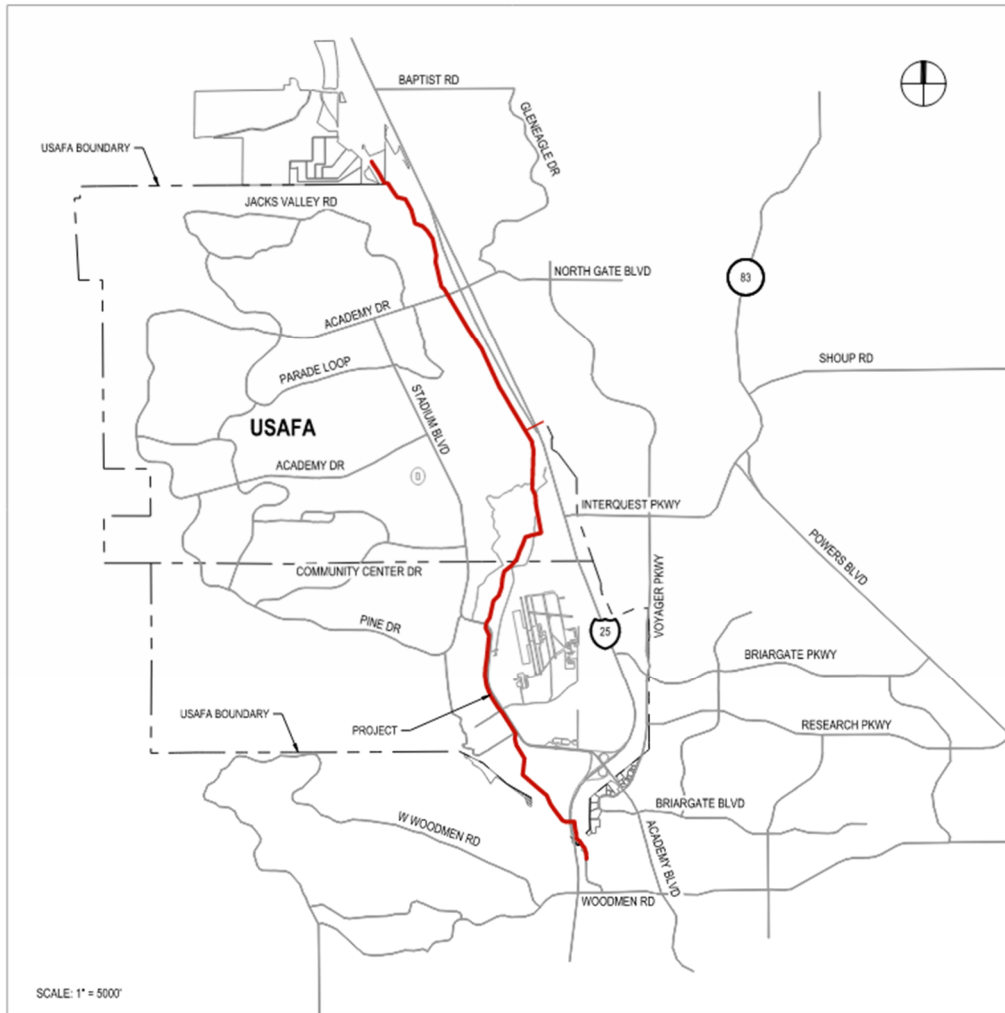 BAPTIST RD
GLENEAGLE DR
USAFA BOUNDARY
JACKS VALLEY RD
NORTH GATE BLVD
83
ACADEMY DR
SHOUP RD
PARADE LOOP
STADIUM BLVD
USAFA
ACADEMY DR
INTERQUEST PKWY
POWERS BLVD
COMMUNITY CENTER DR
VOYAGER PKWY
PINE DR
25
BRIARGATE PKWY
USAFA BOUNDARY
PROJECT
RESEARCH PKWY
BRIARGATE BLVD
W WOODMEN RD
ACADEMY BLVD
WOODMEN RD
SCALE: 1" = 5000'